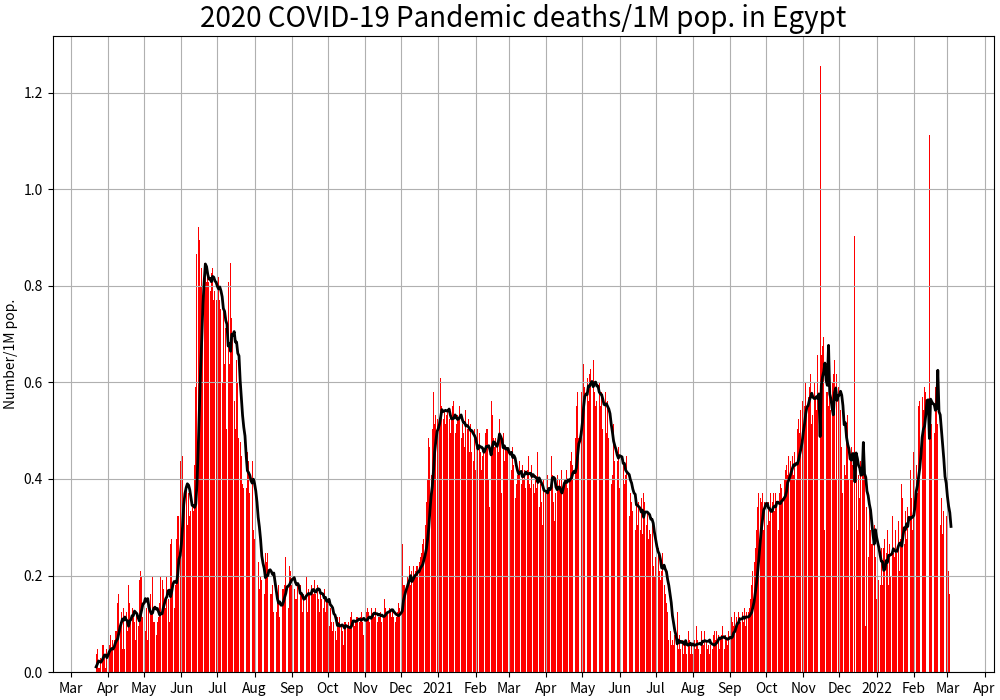 2020 COVID-19 Pandemic deaths/1M pop. in Egypt
Number/1M pop.
1.2
1.0
0.8
0.6
0.4
0.2
0.0
Mar Apr May Jun Jul Aug Sep Oct Nov Dec 2021 Feb Mar Apr May Jun Jul Aug Sep Oct Nov Dec 2022 Feb Mar Apr